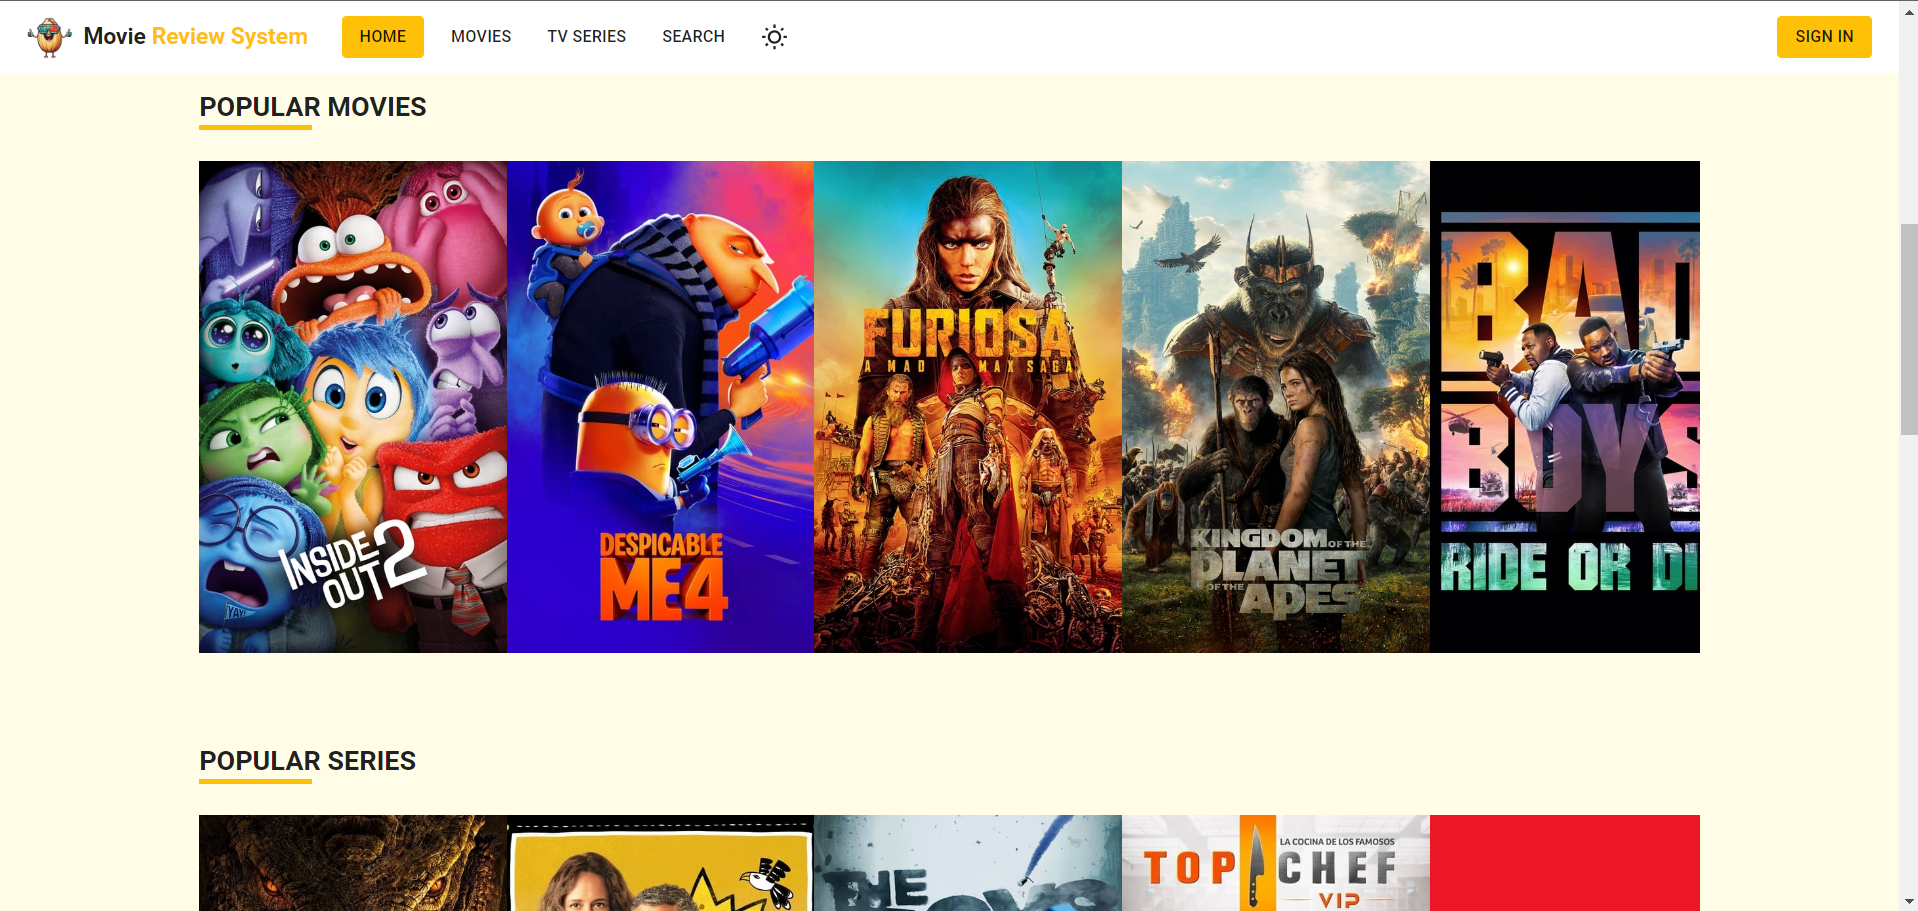 Movie Review System
HOME
MOVIES
TV SERIES
SEARCH
SIGN IN
POPULAR MOVIES
YAY!
INSIDE
OUT 2
DESPICABLE
ME 4
FURIOSA
A MAD MAX SAGA
KINGDOM OF THE
PLANET
OF THE APES
BAD
BOYS
RIDE OR DI
POPULAR SERIES
THE
LA COCINA DE LOS FAMOSOS
TOP CHEF
VIP